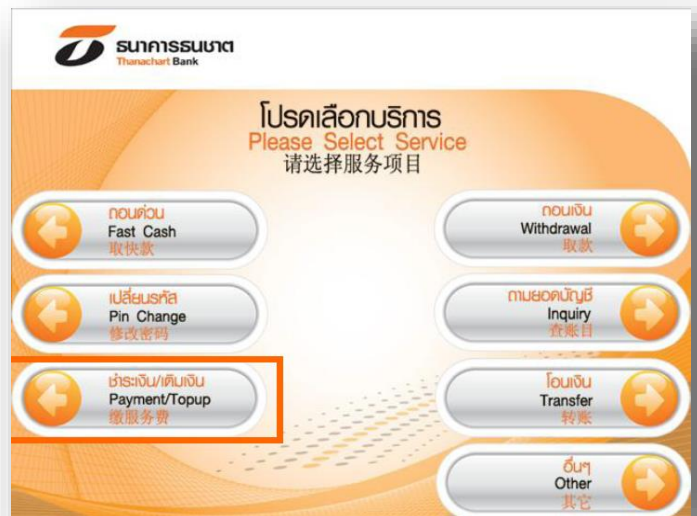 ธนาคารธนชาต
Thanachart Bank
โปรดเลือกบริการ
Please Select Service
请选择服务项目
ถอนด่วน
Fast Cash
取快款
ถอนเงิน
Withdrawal
取款
เปลี่ยนรหัส
Pin Change
修改密码
ถามยอดบัญชี
Inquiry
查账目
ชำระเงิน/เติมเงิน
Payment/Topup
缴服务费
โอนเงิน
Transfer
转账
อื่นๆ
Other
其它